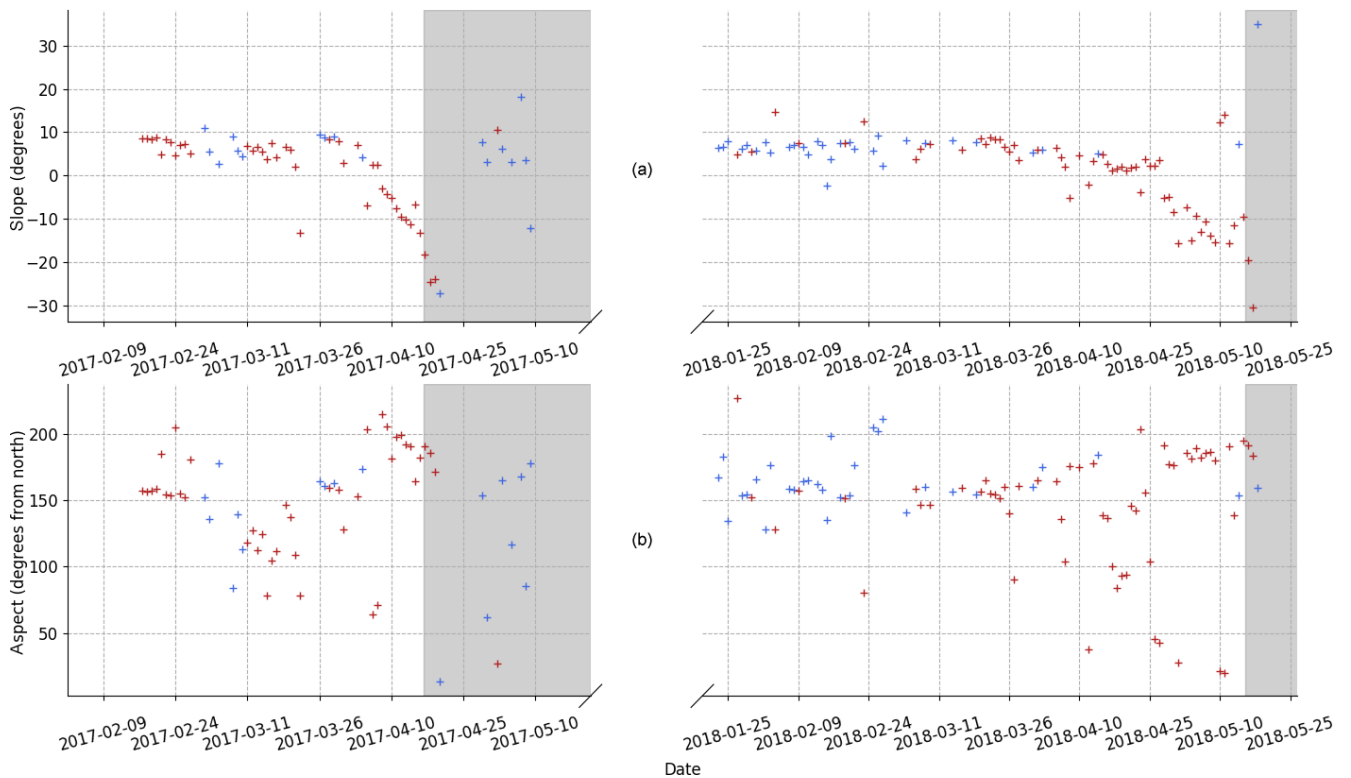 30
20
10
0
−10
−20
−30
Slope (degrees)
(a)
2017-02-09 2017-02-24 2017-03-11 2017-03-26 2017-04-10 2017-04-25 2017-05-10
2018-01-25 2018-02-09 2018-02-24 2018-03-11 2018-03-26 2018-04-10 2018-04-25 2018-05-10 2018-05-25
200
150
100
50
Aspect (degrees from north)
(b)
2017-02-09 2017-02-24 2017-03-11 2017-03-26 2017-04-10 2017-04-25 2017-05-10
2018-01-25 2018-02-09 2018-02-24 2018-03-11 2018-03-26 2018-04-10 2018-04-25 2018-05-10 2018-05-25
Date